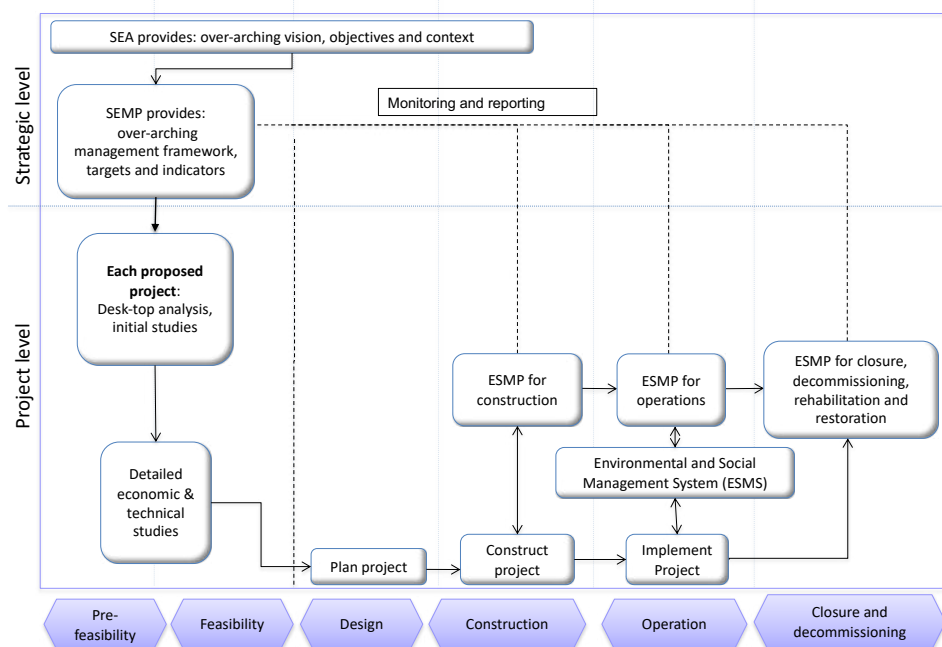 Strategic level
SEA provides: over-arching vision, objectives and context
SEMP provides:
over-arching
management framework,
targets and indicators
Monitoring and reporting
Project level
Each proposed
project:
Desk-top analysis,
initial studies
ESMP for
construction
ESMP for
operations
ESMP for closure,
decommissioning,
rehabilitation and
restoration
Detailed
economic &
technical
studies
Environmental and Social
Management System (ESMS)
Plan project
Construct
project
Implement
Project
Pre-
feasibility
Feasibility
Design
Construction
Operation
Closure and
decommissioning